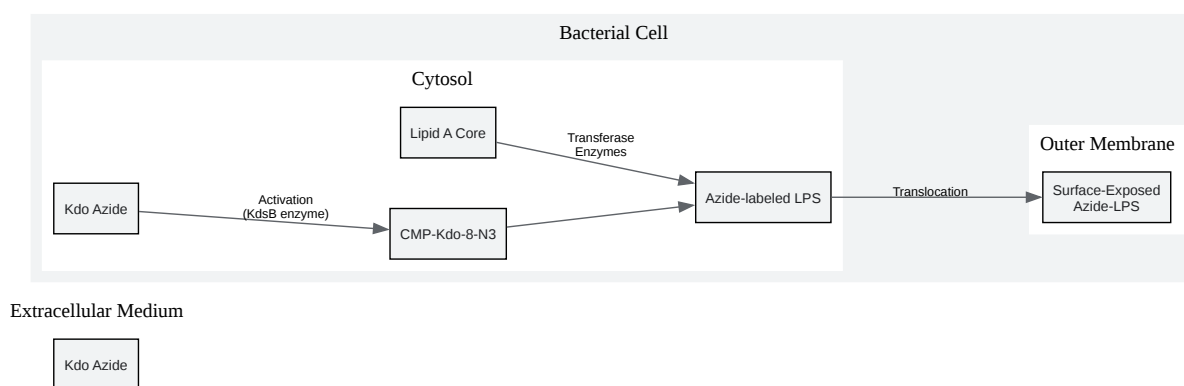 Bacterial Cell
Cytosol
Lipid A Core
Transferase
Enzymes
Outer Membrane
Kdo Azide
Activation
(KdsB enzyme)
CMP-Kdo-8-N3
Azide-labeled LPS
Translocation
Surface-Exposed
Azide-LPS
Extracellular Medium
Kdo Azide